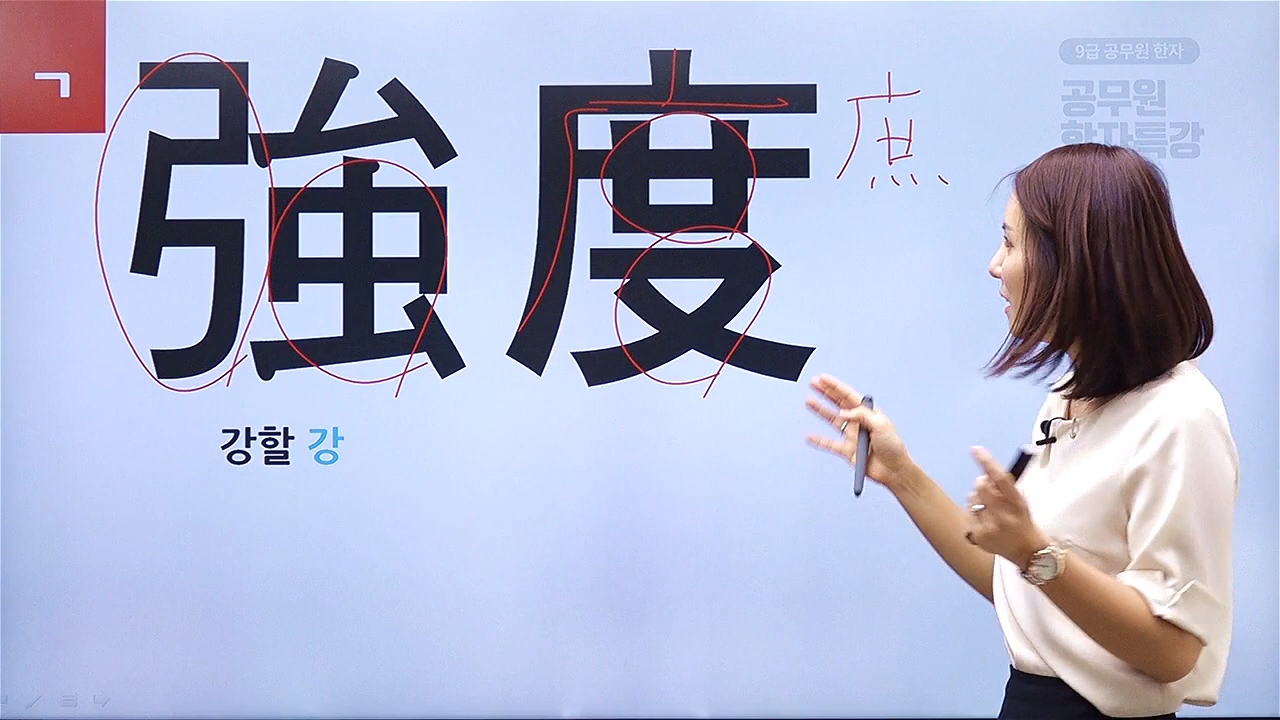 ㄱ
強度
庶
강할 강
9급 공무원 한자
공무원
한자특강